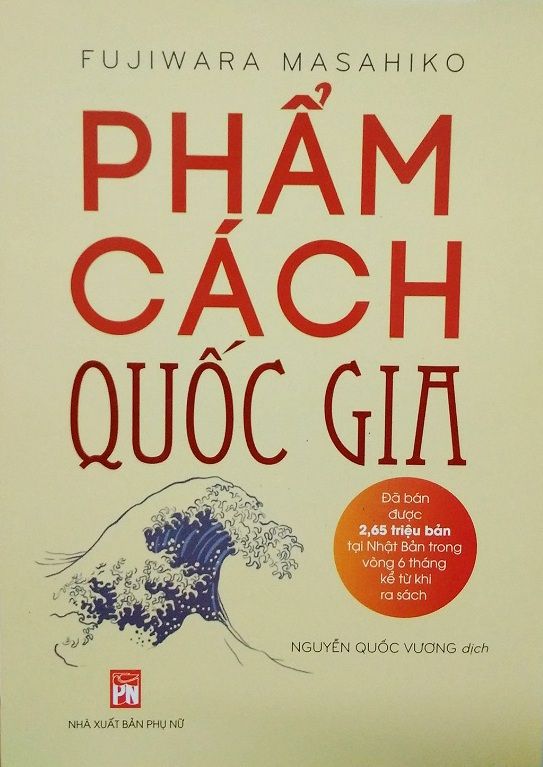 FUJIWARA MASAHIKO
PHẨM
CÁCH
QUỐC GIA
Đã bán
được
2,65 triệu bản
tại Nhật Bản trong
vòng 6 tháng
kể từ khi
ra sách
NGUYỄN QUỐC VƯƠNG dịch
PN
NHÀ XUẤT BẢN PHỤ NỮ